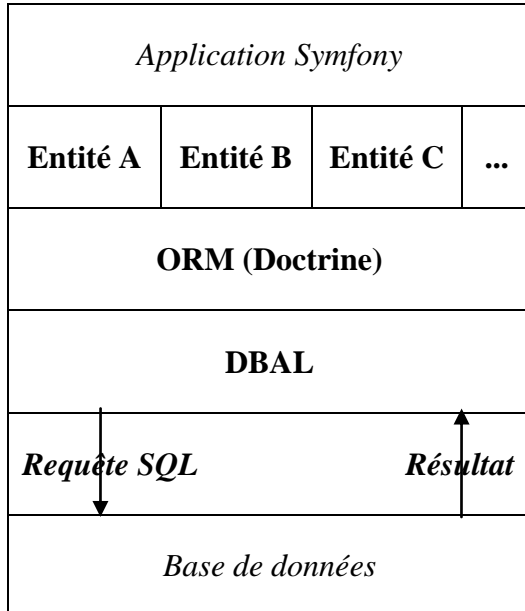 Application Symfony
Entité A Entité B Entité C ...
ORM (Doctrine)
DBAL
Requête SQL Résultat
Base de données